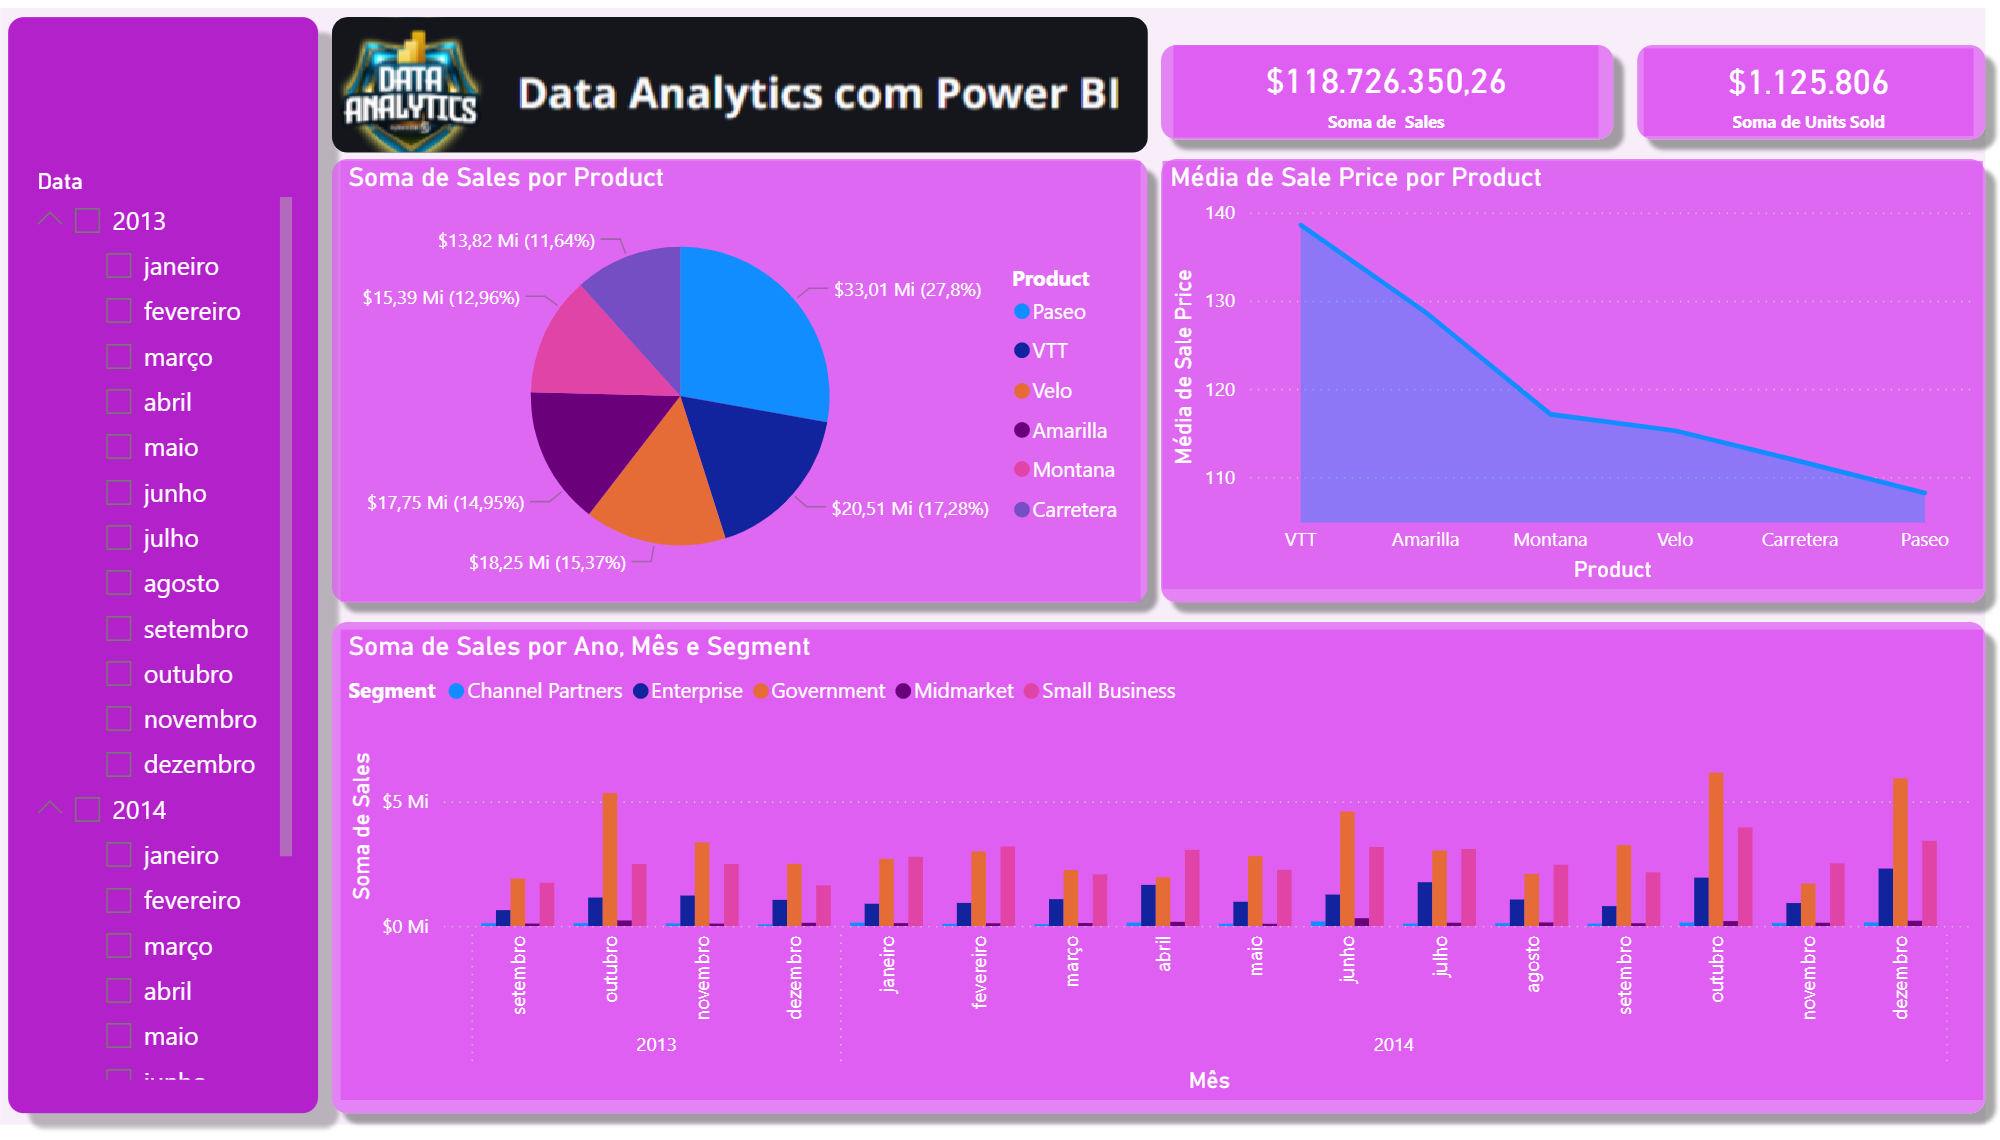 DATA
ANALYTICS
Data Analytics com Power BI
$118.726.350,26
Soma de  Sales
$1.125.806
Soma de Units Sold
Data
2013
janeiro
fevereiro
março
abril
maio
junho
julho
agosto
setembro
outubro
novembro
dezembro
2014
janeiro
fevereiro
março
abril
maio
junho
Soma de Sales por Product
$13,82 Mi (11,64%)
$15,39 Mi (12,96%)
$33,01 Mi (27,8%)
$17,75 Mi (14,95%)
$20,51 Mi (17,28%)
$18,25 Mi (15,37%)
Product
Paseo
VTT
Velo
Amarilla
Montana
Carretera
Média de Sale Price por Product
Média de Sale Price
140
130
120
110
VTT Amarilla Montana Velo Carretera Paseo
Product
Soma de Sales por Ano, Mês e Segment
Segment Channel Partners Enterprise Government Midmarket Small Business
Soma de Sales
$5 Mi
$0 Mi
setembro outubro novembro dezembro janeiro fevereiro março abril maio junho julho agosto setembro outubro novembro dezembro
2013 2014
Mês